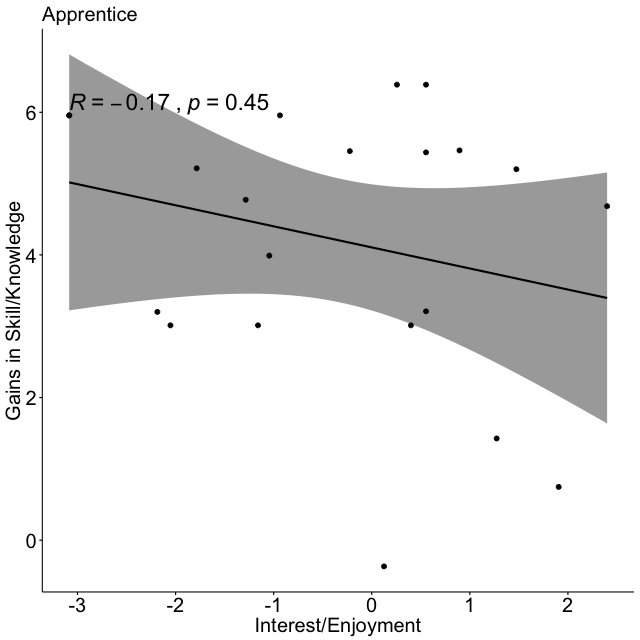 Apprentice
R = −0.17 , p = 0.45
Gains in Skill/Knowledge
6
4
2
0
-3 -2 -1 0 1 2
Interest/Enjoyment